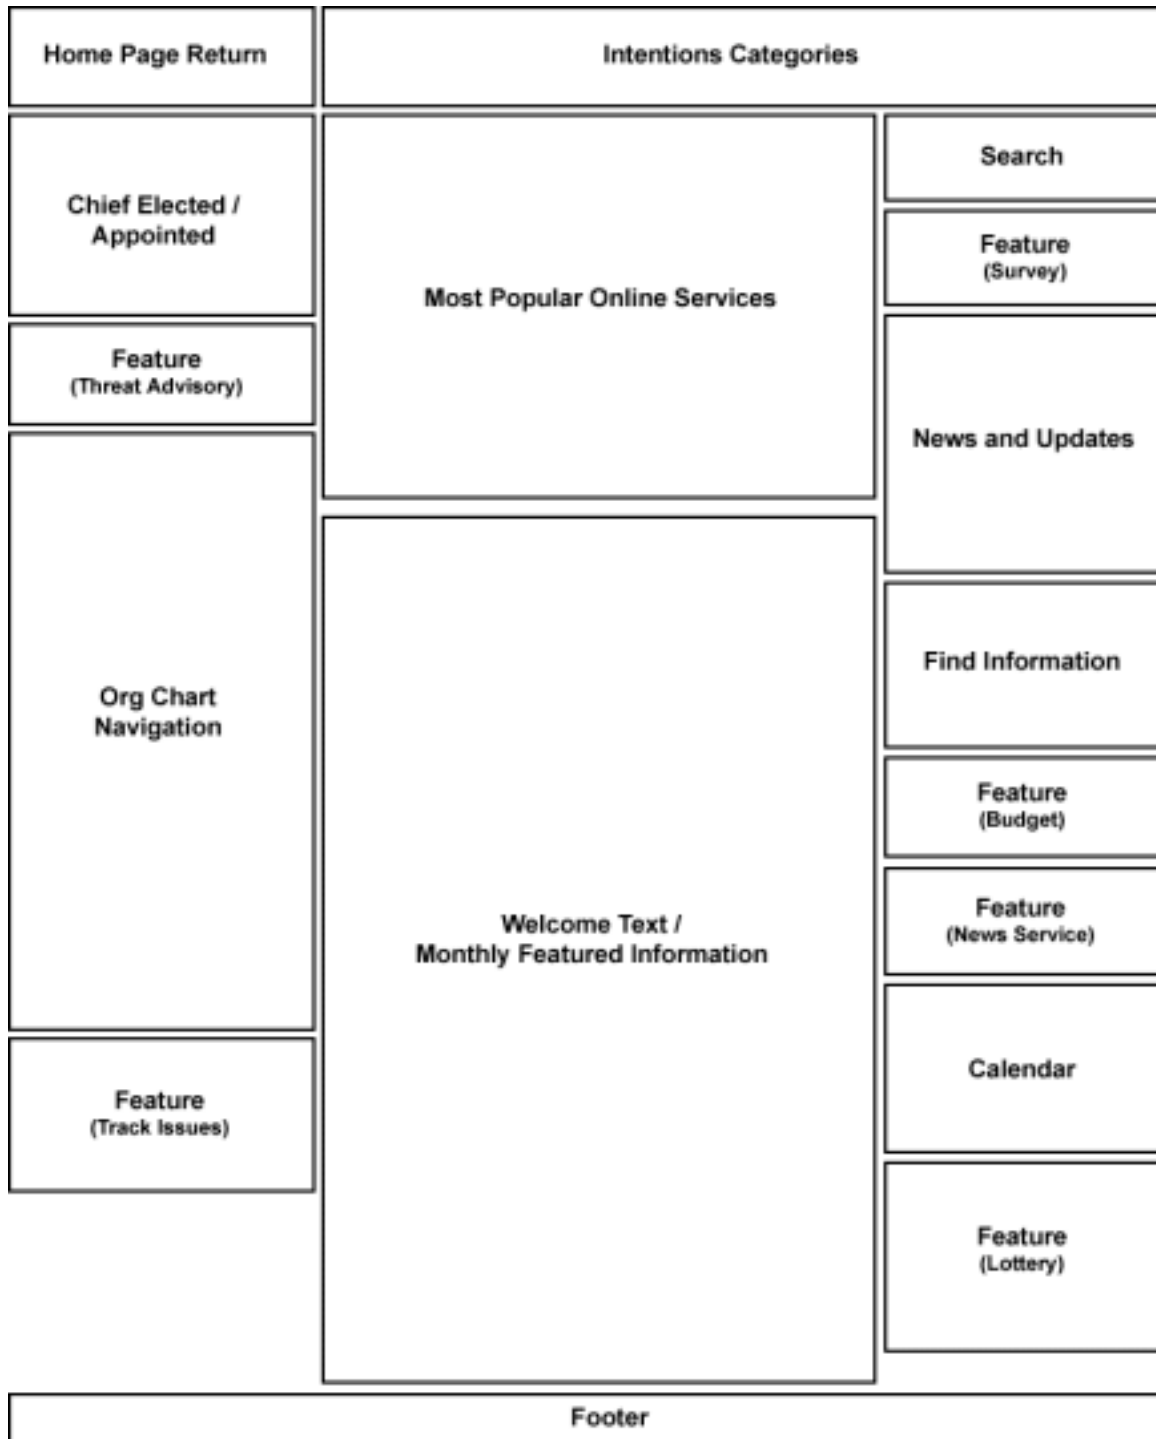 Home Page Return
Intentions Categories
Chief Elected /
Appointed
Feature
(Threat Advisory)
Org Chart
Navigation
Feature
(Track Issues)
Most Popular Online Services
Welcome Text /
Monthly Featured Information
Search
Feature
(Survey)
News and Updates
Find Information
Feature
(Budget)
Feature
(News Service)
Calendar
Feature
(Lottery)
Footer